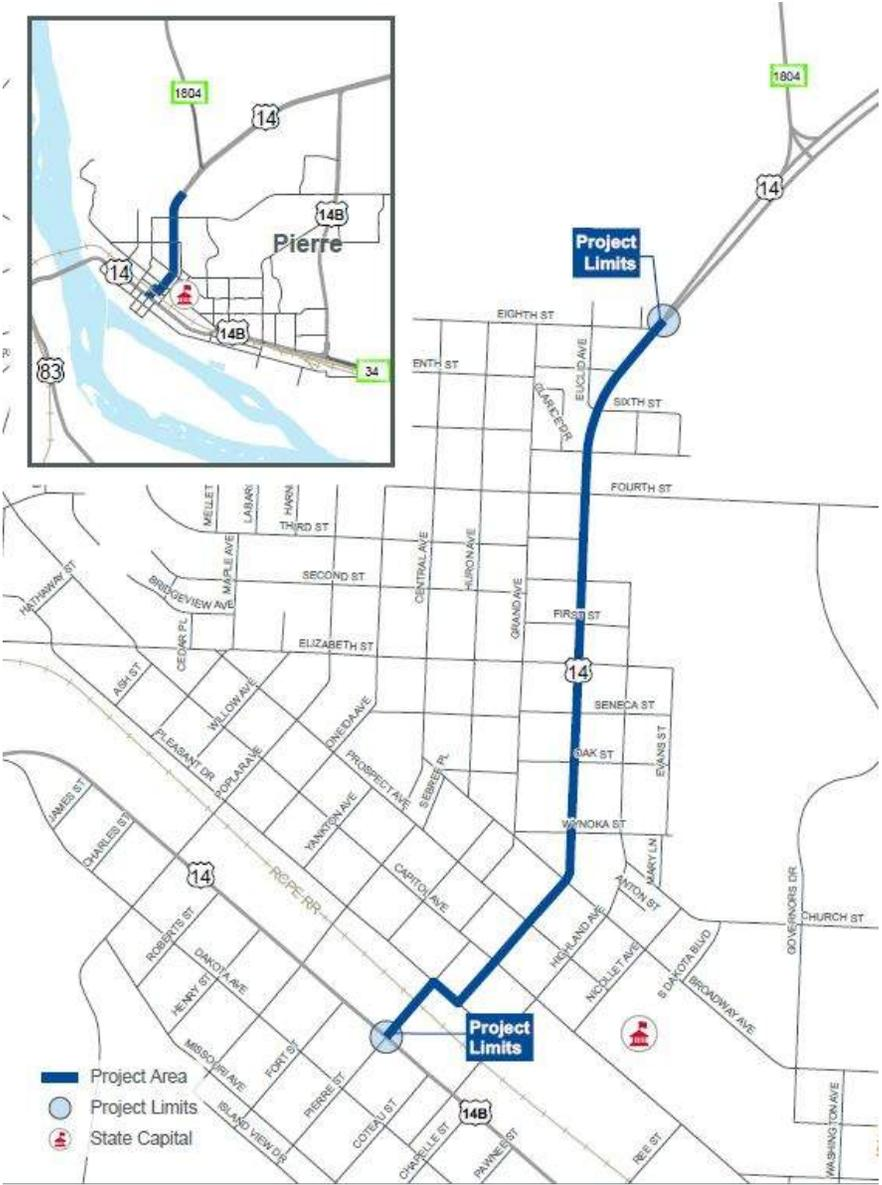 1804
14
14B
Pierre
14
14B
83
34
1804
14
Project
Limits
EIGHTH ST
EUCLID AVE
ENTH ST
CLARICE DR
SIXTH ST
FOURTH ST
MELLET
LABAR
HARN
THIRD ST
MAPLE AVE
CENTRAL AVE
HURON AVE
GRAND AVE
SECOND ST
BRIDGEVIEW AVE
HATHAWAY ST
FIRST ST
CEDAR PL
ELIZABETH ST
14
ASH ST
WILLOW AVE
ONEIDA AVE
SENECA ST
EVANS ST
PLEASANT DR
POPLAR AVE
PROSPECT AVE
SEBREE PL
OAK ST
JAMES ST
CHARLES ST
YANKTON AVE
WYNOKA ST
14
RCPE RR
CAPITOL AVE
MARY LN
ANTON ST
GOVERNORS DR
CHURCH ST
ROBERTS ST
HIGHLAND AVE
NICOLLET AVE
S DAKOTA BLVD
BROADWAY AVE
DAKOTA AVE
HENRY ST
Project
Limits
MISSOURI AVE
FORT ST
PIERRE ST
ISLAND VIEW DR
COTEAU ST
14B
CHAPELLE ST
PAWNEE ST
REE ST
WASHINGTON AVE
Project Area
Project Limits
State Capital